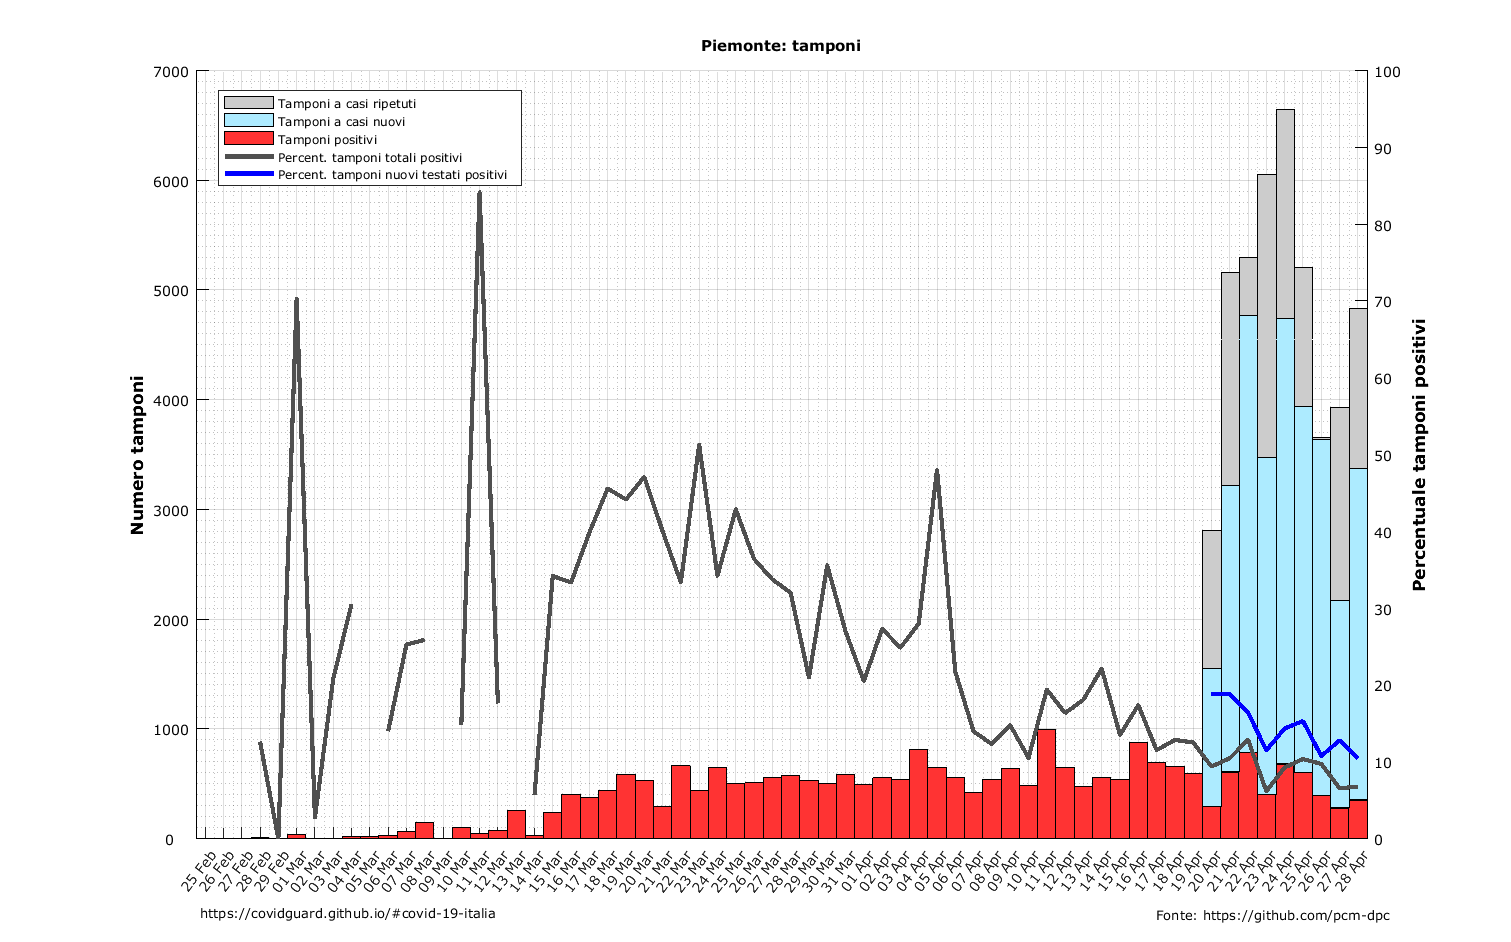 Piemonte: tamponi
7000
6000
5000
4000
3000
2000
1000
0
Numero tamponi
Tamponi a casi ripetuti
Tamponi a casi nuovi
Tamponi positivi
Percent. tamponi totali positivi
Percent. tamponi nuovi testati positivi
100
90
80
70
60
50
40
30
20
10
0
Percentuale tamponi positivi
25 Feb
26 Feb
27 Feb
28 Feb
29 Feb
01 Mar
02 Mar
03 Mar
04 Mar
05 Mar
06 Mar
07 Mar
08 Mar
09 Mar
10 Mar
11 Mar
12 Mar
13 Mar
14 Mar
15 Mar
16 Mar
17 Mar
18 Mar
19 Mar
20 Mar
21 Mar
22 Mar
23 Mar
24 Mar
25 Mar
26 Mar
27 Mar
28 Mar
29 Mar
30 Mar
31 Mar
01 Apr
02 Apr
03 Apr
04 Apr
05 Apr
06 Apr
07 Apr
08 Apr
09 Apr
10 Apr
11 Apr
12 Apr
13 Apr
14 Apr
15 Apr
16 Apr
17 Apr
18 Apr
19 Apr
20 Apr
21 Apr
22 Apr
23 Apr
24 Apr
25 Apr
26 Apr
27 Apr
28 Apr
https://covidguard.github.io/#covid-19-italia
Fonte: https://github.com/pcm-dpc